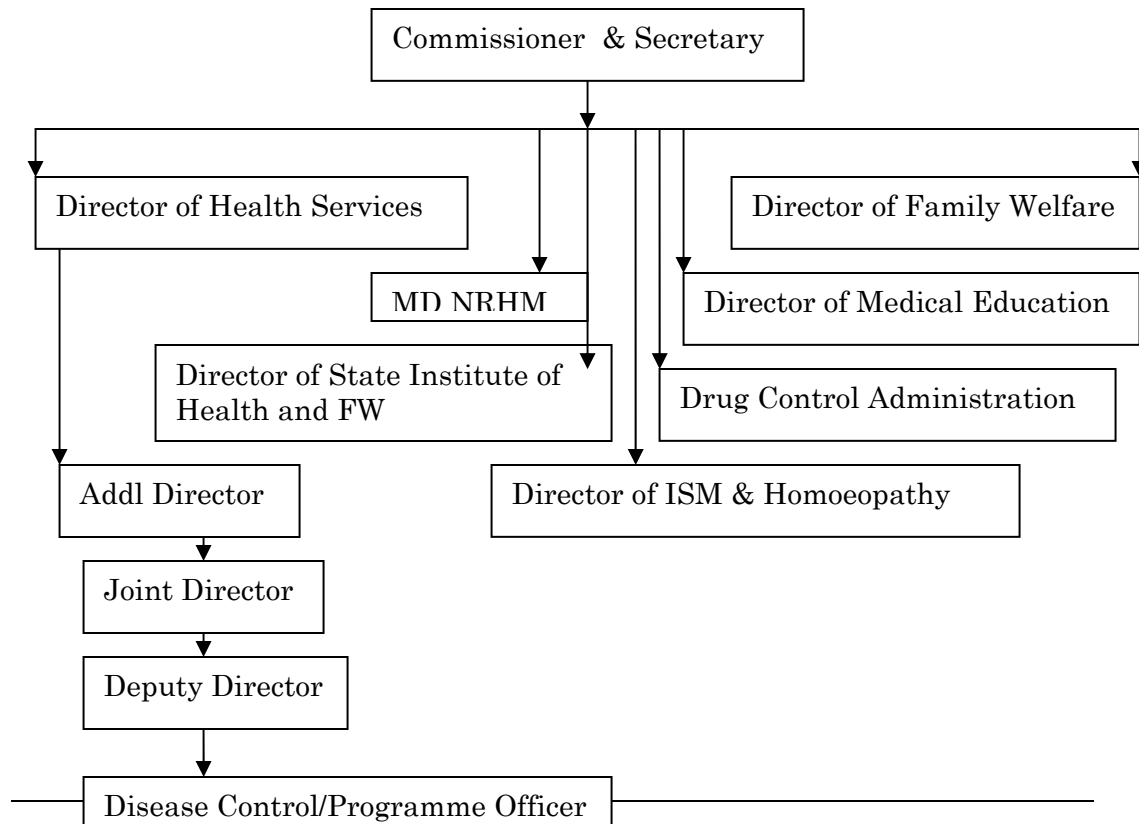 Commissioner & Secretary
Director of Health Services
Director of Family Welfare
MD NRHM
Director of Medical Education
Director of State Institute of
Health and FW
Drug Control Administration
Addl Director
Director of ISM & Homoeopathy
Joint Director
Deputy Director
Disease Control/Programme Officer